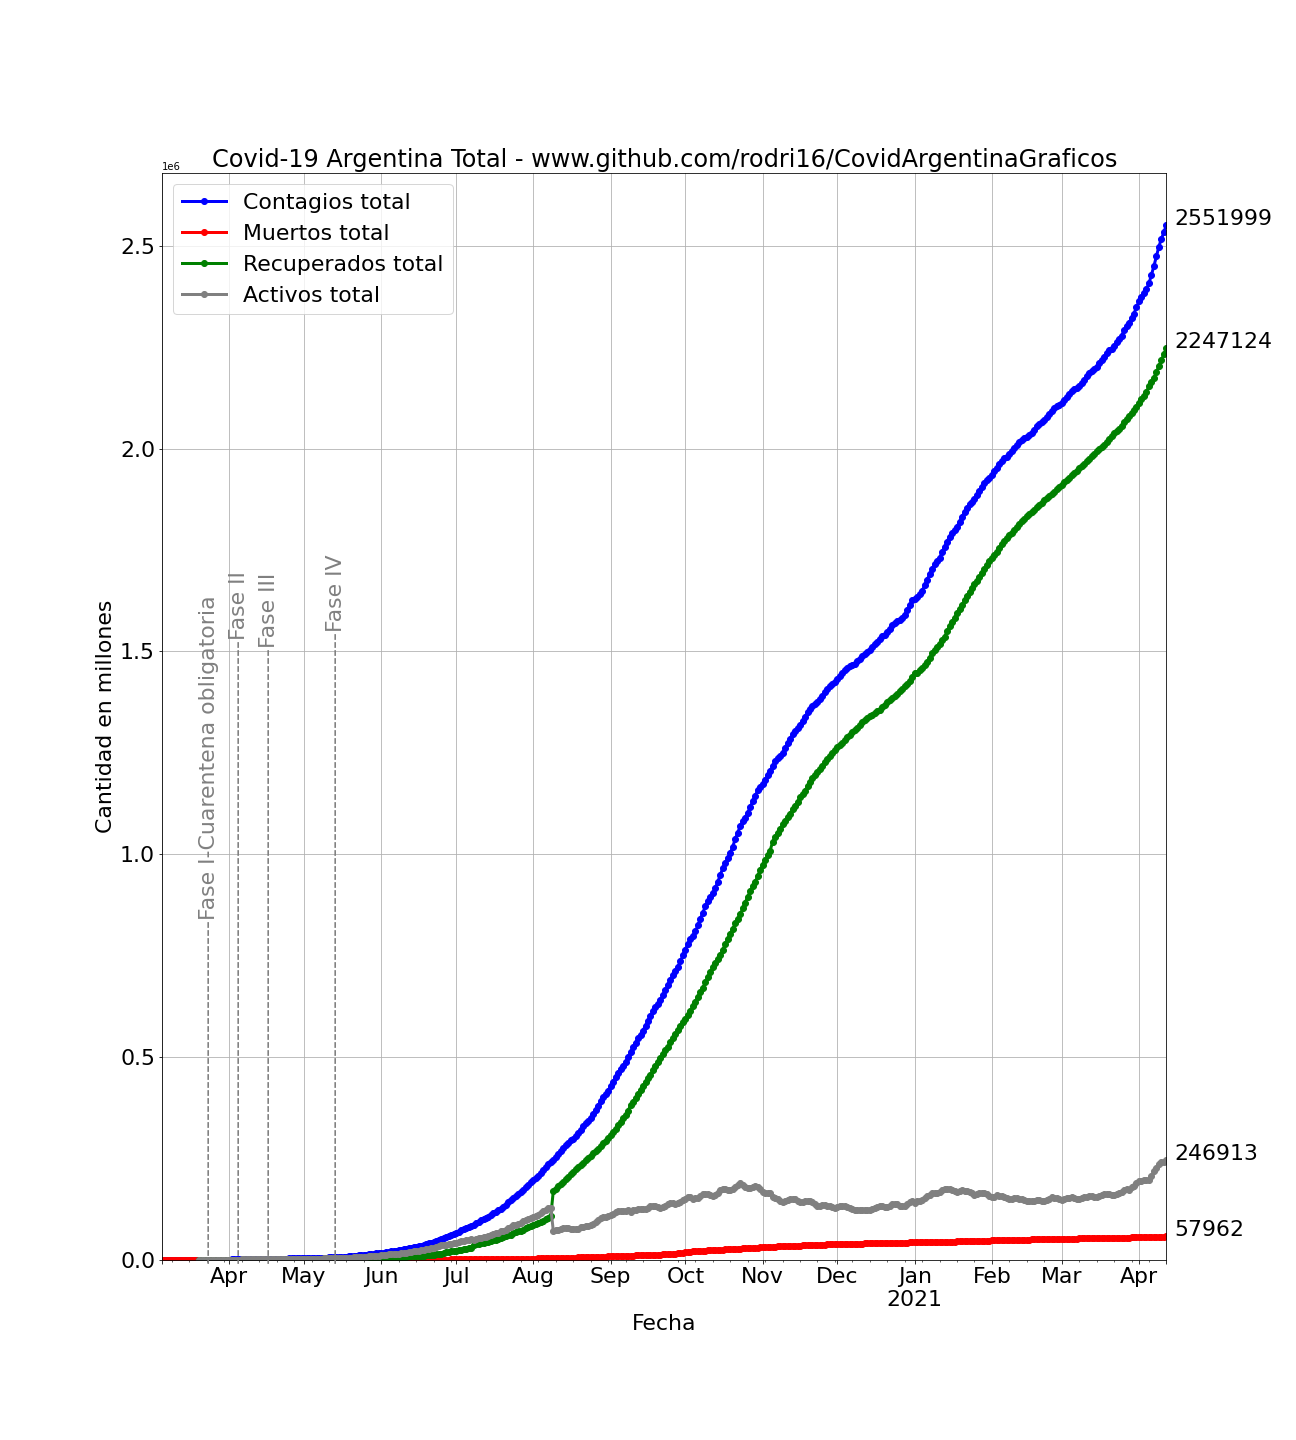 Covid-19 Argentina Total - www.github.com/rodri16/CovidArgentinaGraficos
1e6
Contagios total
Muertos total
Recuperados total
Activos total
2551999
2247124
246913
57962
2.5
2.0
1.5
1.0
0.5
0.0
Cantidad en millones
Fase I-Cuarentena obligatoria
Fase II
Fase III
Fase IV
Apr May Jun Jul Aug Sep Oct Nov Dec Jan Feb Mar Apr
2021
Fecha